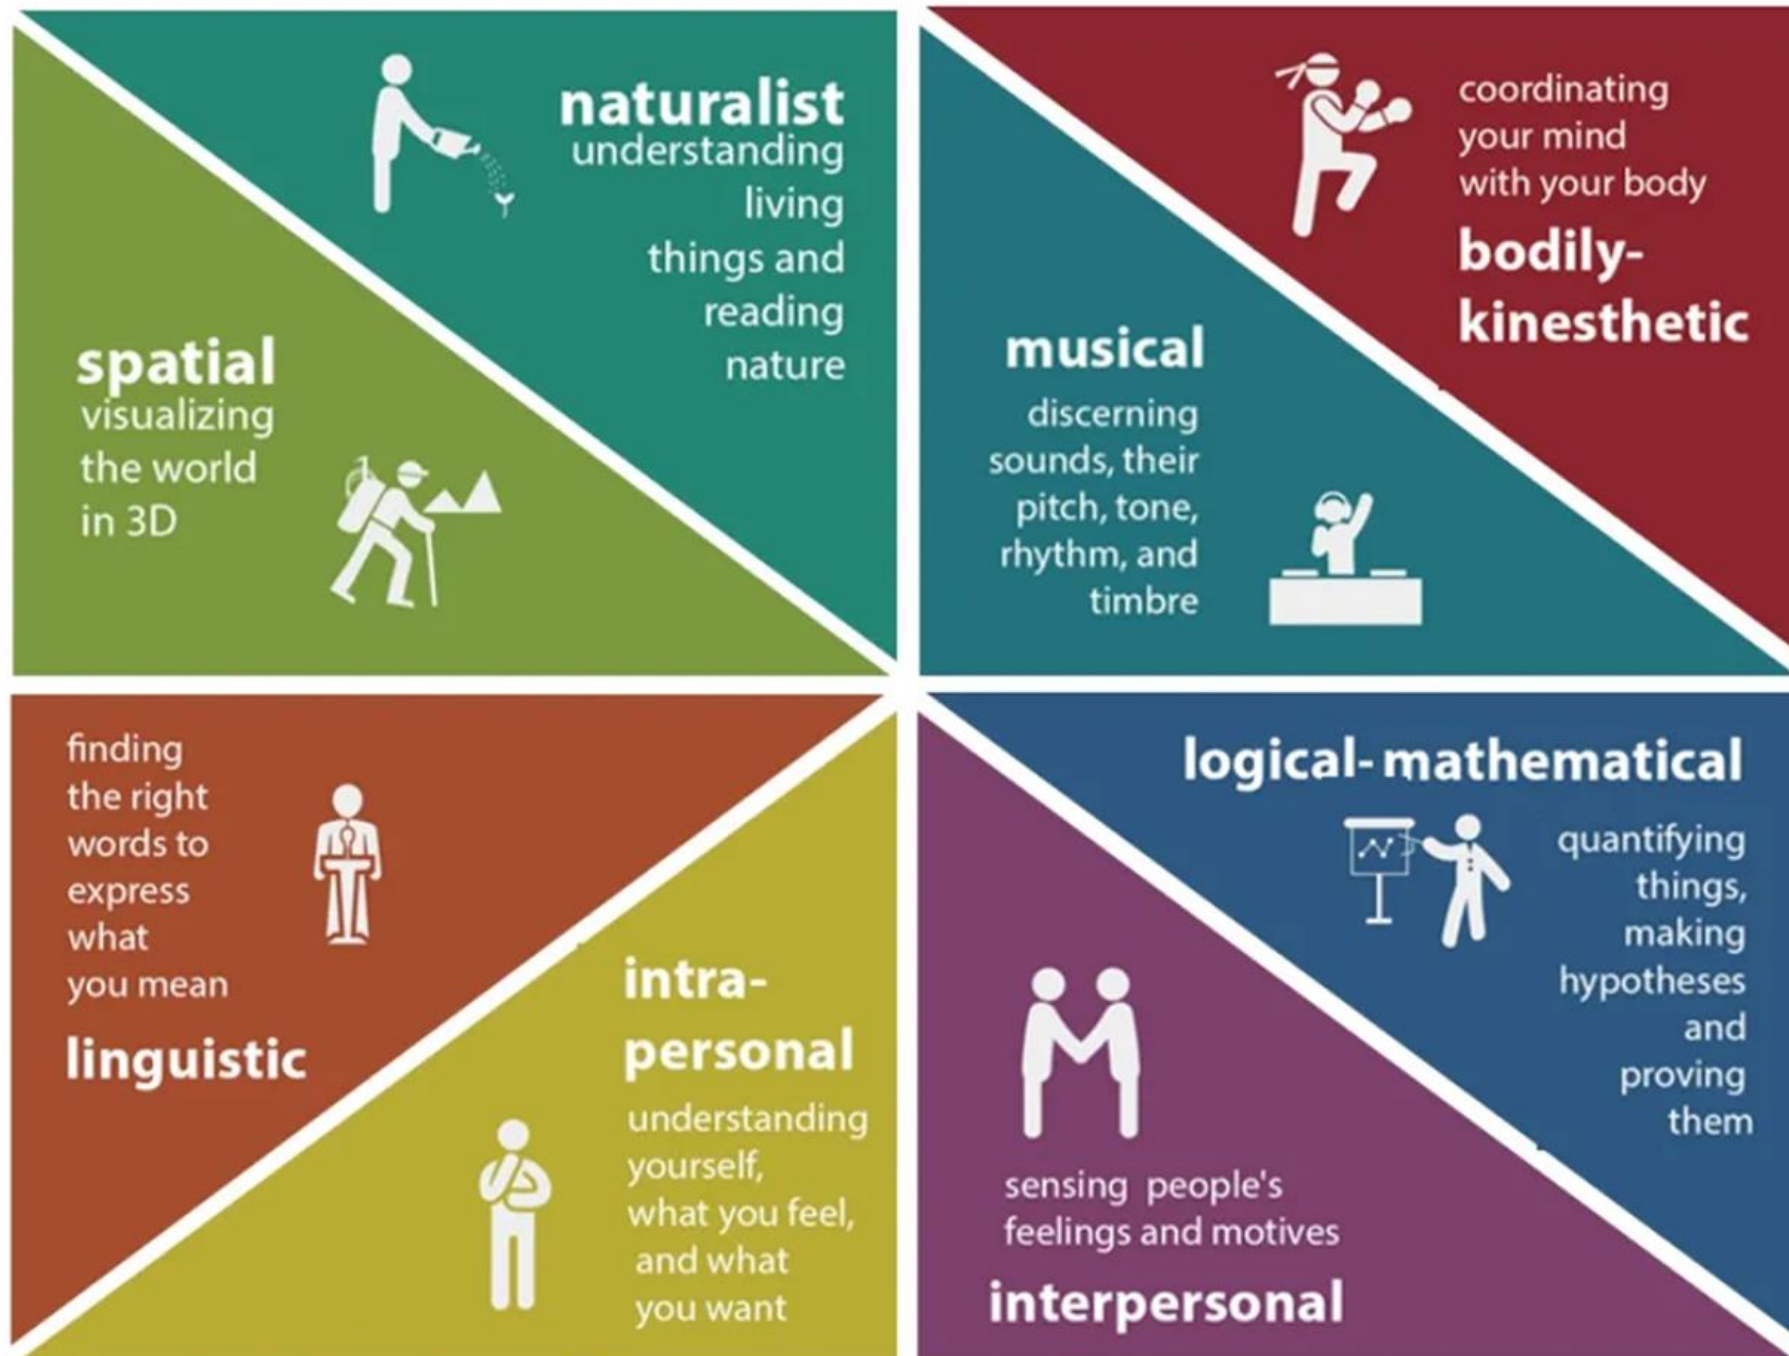 naturalist
understanding
living
things and
reading
nature
spatial
visualizing
the world
in 3D
coordinating
your mind
with your body
bodily-
kinesthetic
musical
discerning
sounds, their
pitch, tone,
rhythm, and
timbre
finding
the right
words to
express
what
you mean
linguistic
intra-
personal
understanding
yourself,
what you feel,
and what
you want
logical-mathematical
quantifying
things,
making
hypotheses
and
proving
them
sensing people's
feelings and motives
interpersonal